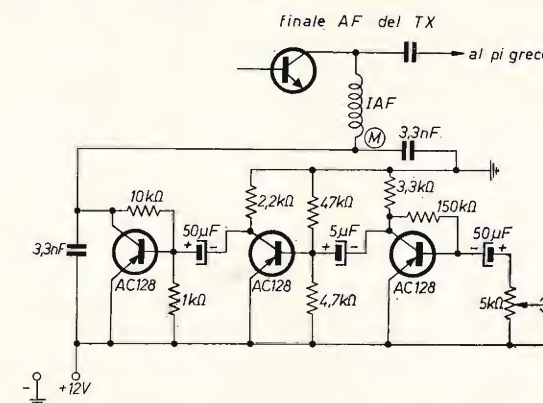 finale AF del TX
al pi greco
IAF
M
3,3nF
10kΩ
2,2kΩ
47kΩ
3,3kΩ
150kΩ
3,3nF
50µF
+ -
5µF
+ -
50µF
- +
AC128
AC128
AC128
1kΩ
4,7kΩ
5kΩ
- +12V